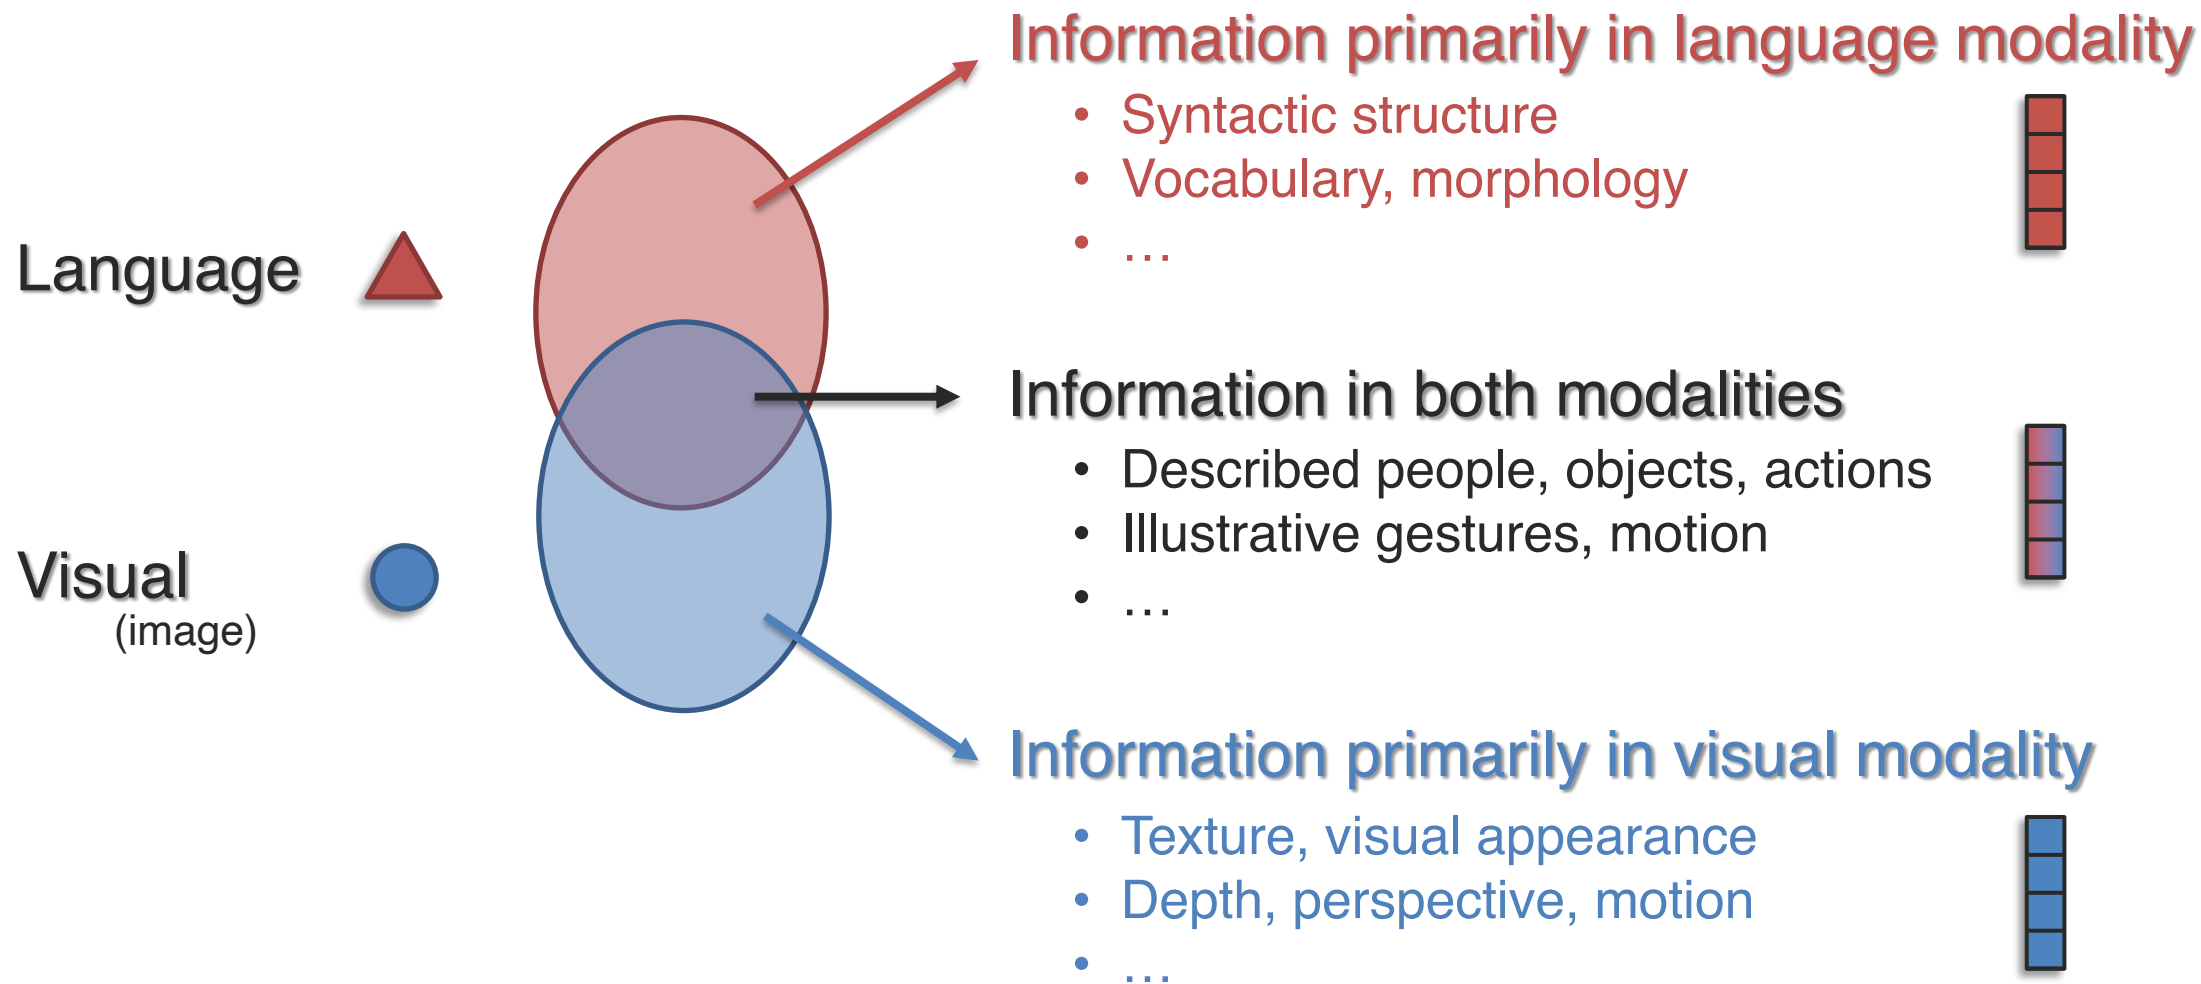 Language
Visual
(image)
Information primarily in language modality
• Syntactic structure
• Vocabulary, morphology
• …
Information in both modalities
• Described people, objects, actions
• Illustrative gestures, motion
• …
Information primarily in visual modality
• Texture, visual appearance
• Depth, perspective, motion
• …